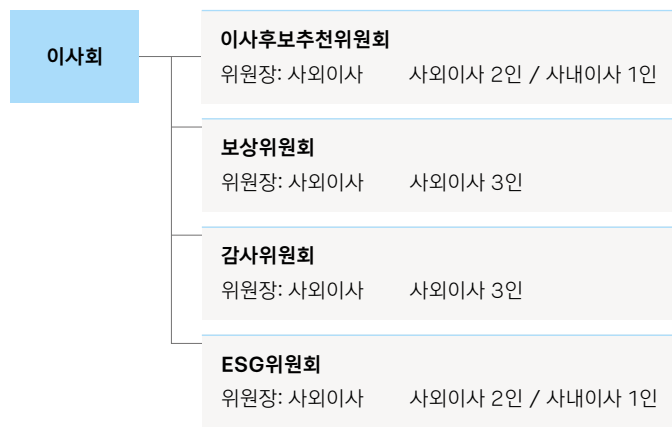 이사회
이사후보추천위원회
위원장: 사외이사 사외이사 2인 / 사내이사 1인
보상위원회
위원장: 사외이사 사외이사 3인
감사위원회
위원장: 사외이사 사외이사 3인
ESG위원회
위원장: 사외이사 사외이사 2인 / 사내이사 1인